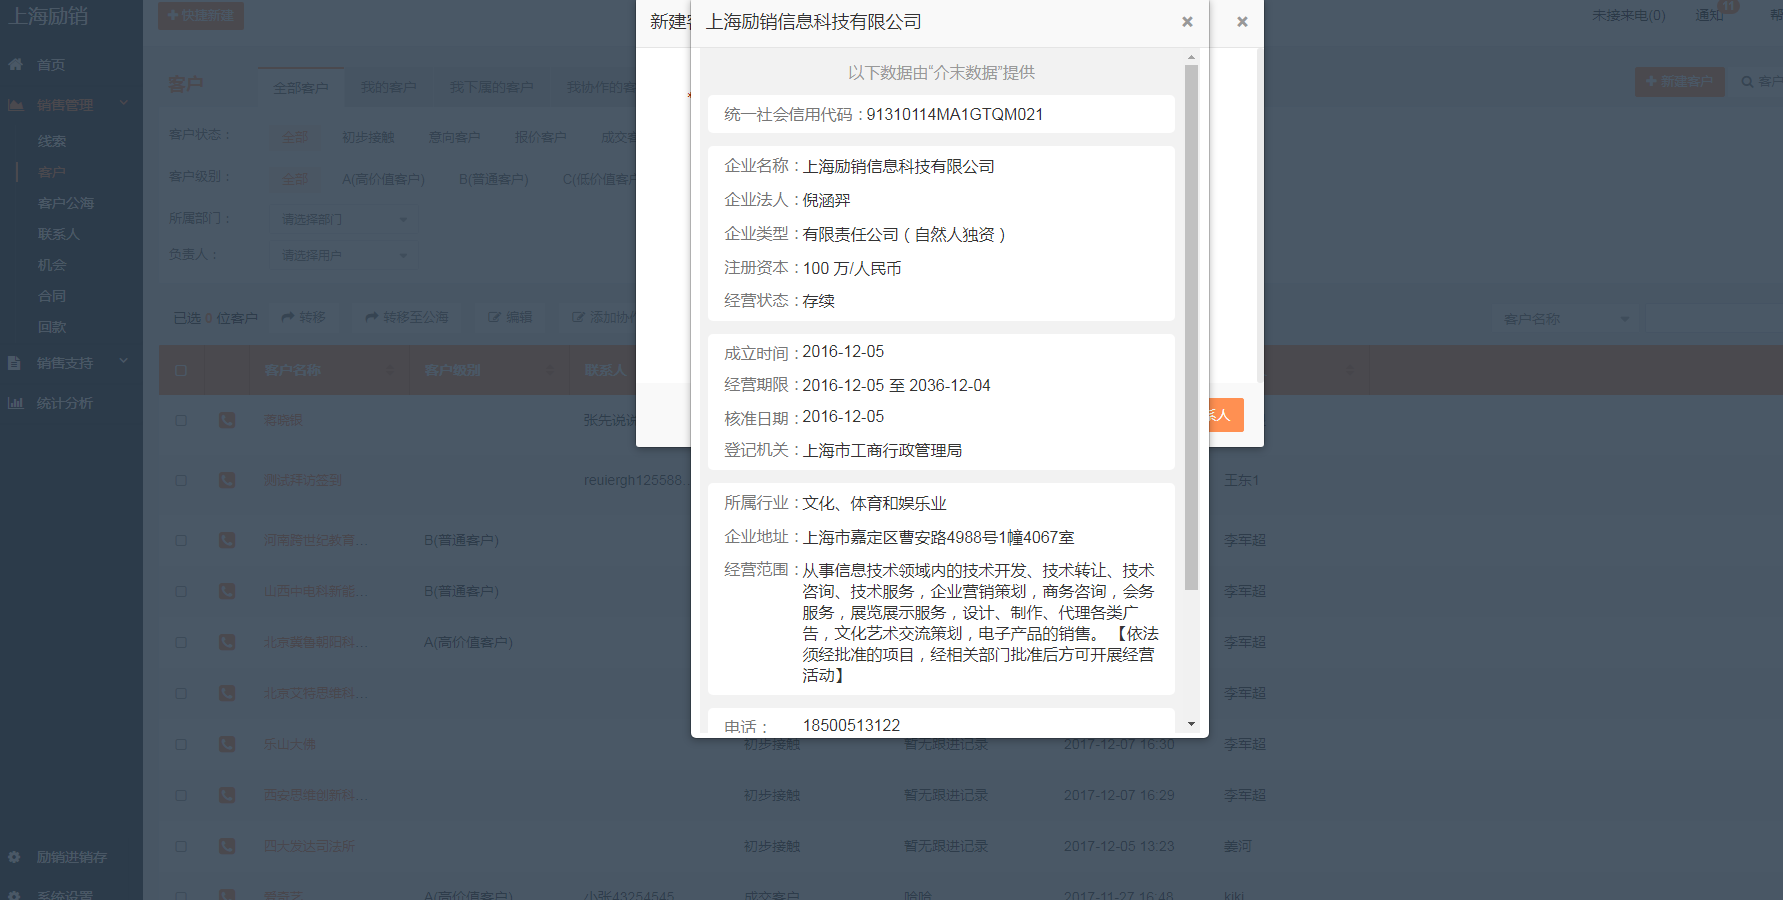 上海励销
+ 快捷新建
未接来电(0)
通知
11
首页
销售管理
线索
客户
客户公海
联系人
机会
合同
回款
销售支持
统计分析
励销进销存
系统设置
客户
全部客户
我的客户
我下属的客户
我协作的客
+ 新建客户
客户
客户状态：
全部
初步接触
意向客户
报价客户
成交客
客户级别：
全部
A(高价值客户)
B(普通客户)
C(低价值客户
所属部门：
请选择部门
负责人：
请选择用户
已选 0 位客户
转移
转移至公海
编辑
添加协作
客户名称
客户名称
客户级别
联系人
张先说说
测试拜访签到
reuiergh125588.
王东1
B(普通客户)
李军超
山西中电科新能...
B(普通客户)
李军超
A(高价值客户)
李军超
北京艾特思维科...
李军超
乐山大佛
初步接触
暂无跟进记录
2017-12-07 16:30
李军超
西安思维创新科...
初步接触
暂无跟进记录
2017-12-07 16:29
李军超
四大发达司法所
初步接触
暂无跟进记录
2017-12-05 13:23
姜河
A(高价值客户)
小张43254545
成交客户
哈哈
2017-11-27 16:48
kiki
新建客
*
系人
上海励销信息科技有限公司
以下数据由“介末数据”提供
统一社会信用代码：91310114MA1GTQM021
企业名称：上海励销信息科技有限公司
企业法人：倪涵羿
企业类型：有限责任公司（自然人独资）
注册资本：100 万/人民币
经营状态：存续
成立时间：2016-12-05
经营期限：2016-12-05 至 2036-12-04
核准日期：2016-12-05
登记机关：上海市工商行政管理局
所属行业：文化、体育和娱乐业
企业地址：上海市嘉定区曹安路4988号1幢4067室
经营范围：从事信息技术领域内的技术开发、技术转让、技术
咨询、技术服务，企业营销策划，商务咨询，会务
服务，展览展示服务，设计、制作、代理各类广
告，文化艺术交流策划，电子产品的销售。 【依法
须经批准的项目，经相关部门批准后方可开展经营
活动】
电话：18500513122